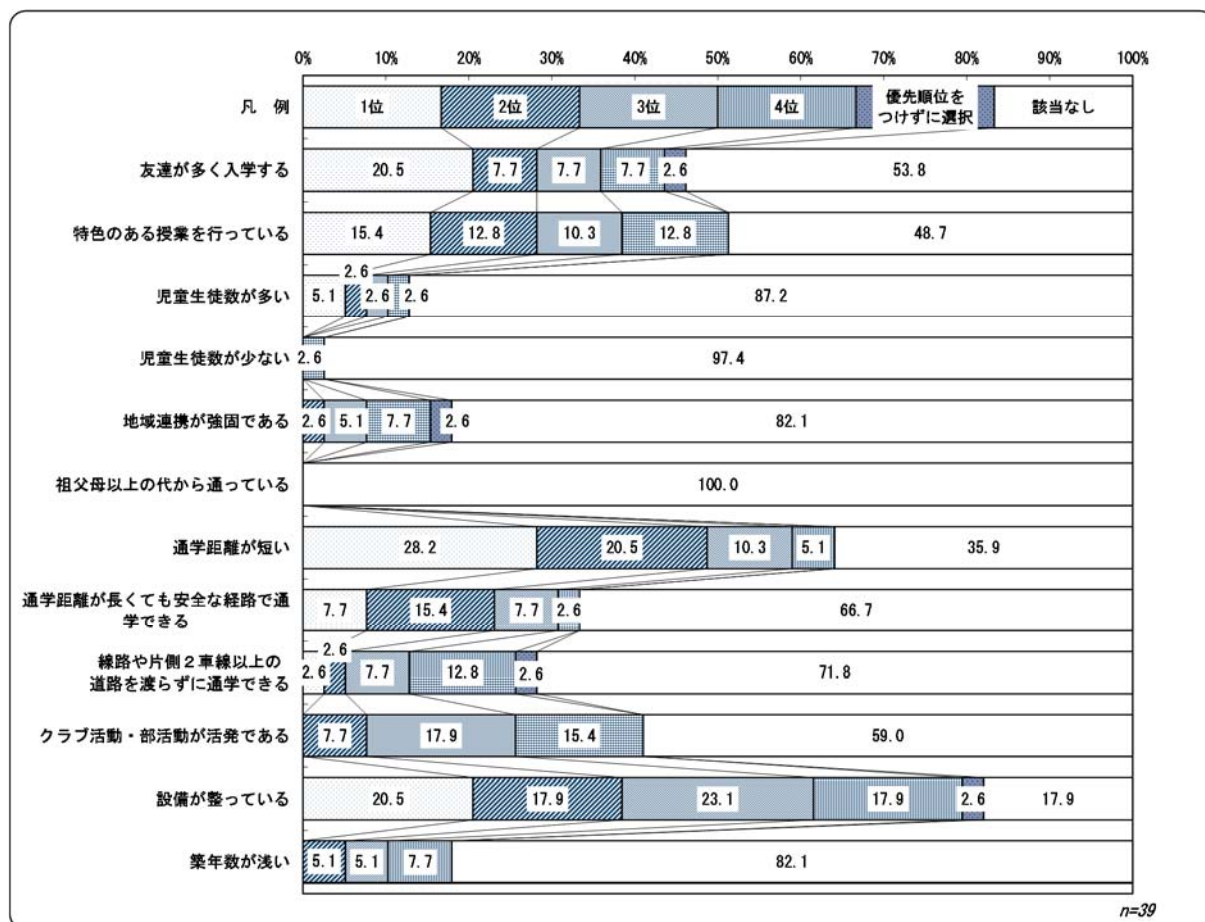 0% 10% 20% 30% 40% 50% 60% 70% 80% 90% 100%
凡 例 1位 2位 3位 4位 優先順位を
つけずに選択 該当なし
友達が多く入学する 20.5 7.7 7.7 7.7 2.6 53.8
特色のある授業を行っている 15.4 12.8 10.3 12.8 48.7
2.6
児童生徒数が多い 5.1 2.6 2.6 87.2
児童生徒数が少ない 2.6 97.4
地域連携が強固である 2.6 5.1 7.7 2.6 82.1
祖父母以上の代から通っている 100.0
通学距離が短い 28.2 20.5 10.3 5.1 35.9
通学距離が長くても安全な経路で通
学できる 7.7 15.4 7.7 2.6 66.7
2.6
線路や片側2車線以上の
道路を渡らずに通学できる 2.6 7.7 12.8 2.6 71.8
クラブ活動・部活動が活発である 7.7 17.9 15.4 59.0
設備が整っている 20.5 17.9 23.1 17.9 2.6 17.9
築年数が浅い 5.1 5.1 7.7 82.1
n=39